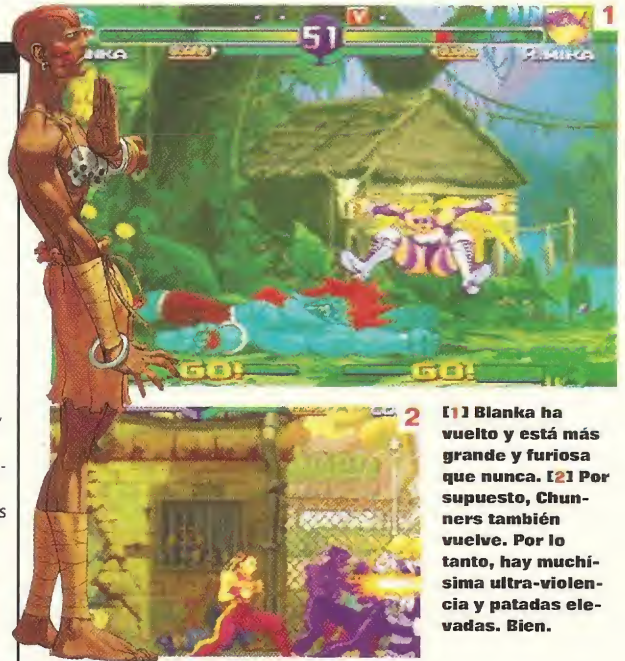 1
51
R.MIKA
GO!
GO!
y
-
s
2
[1] Blanka ha
vuelto y está más
grande y furiosa
que nunca. [2] Por
supuesto, Chun-
ners también
vuelve. Por lo
tanto, hay muchí-
sima ultra-violen-
cia y patadas ele-
vadas. Bien.